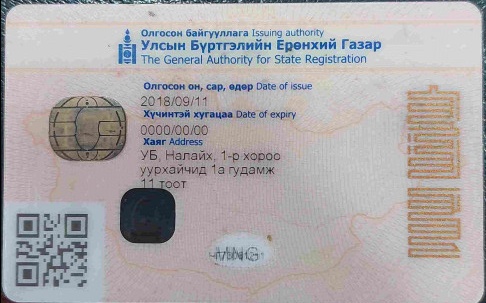 Олгосон байгууллага Issuing authority
Улсын Бүртгэлийн Ерөнхий Газар
The General Authority for State Registration
Олгосон он, сар, өдөр Date of issue
2018/09/11
Хүчинтэй хугацаа Date of expiry
0000/00/00
Хаяг Address
УБ, Налайх, 1-р хороо
уурхайчид 1а гудамж
11 тоот
MNG